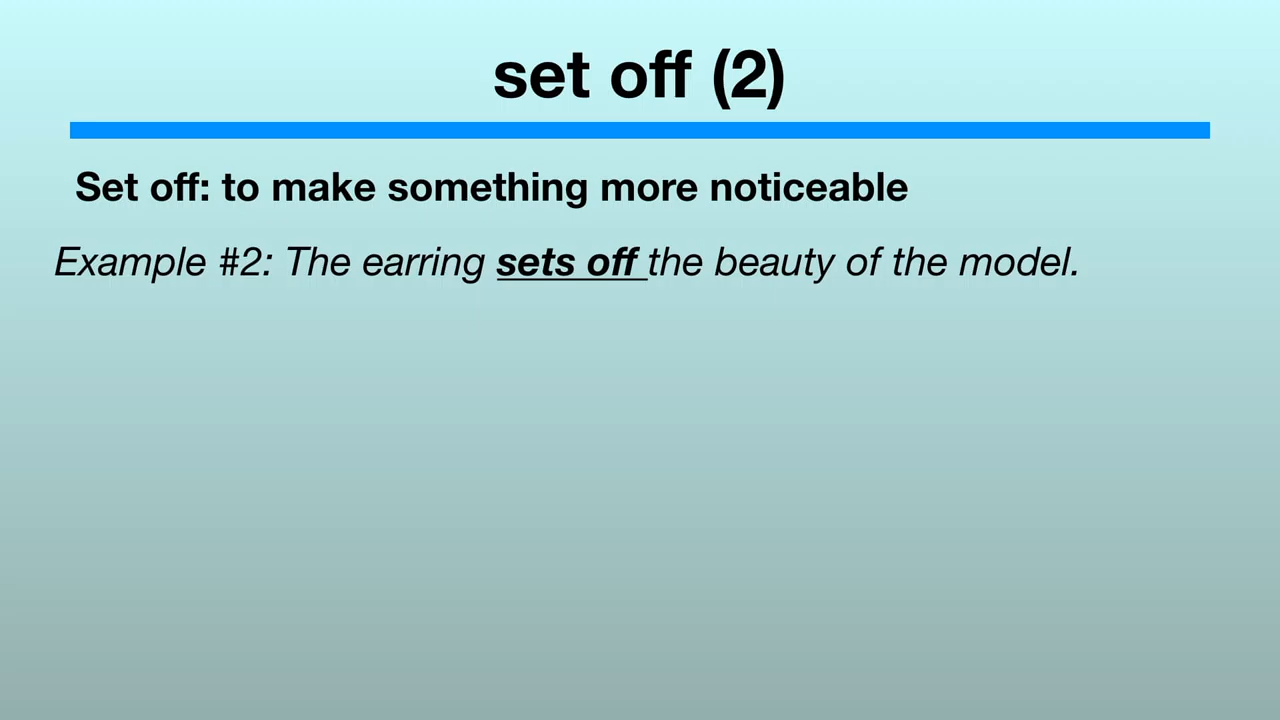 set off (2)
Set off: to make something more noticeable
Example #2: The earring sets off the beauty of the model.